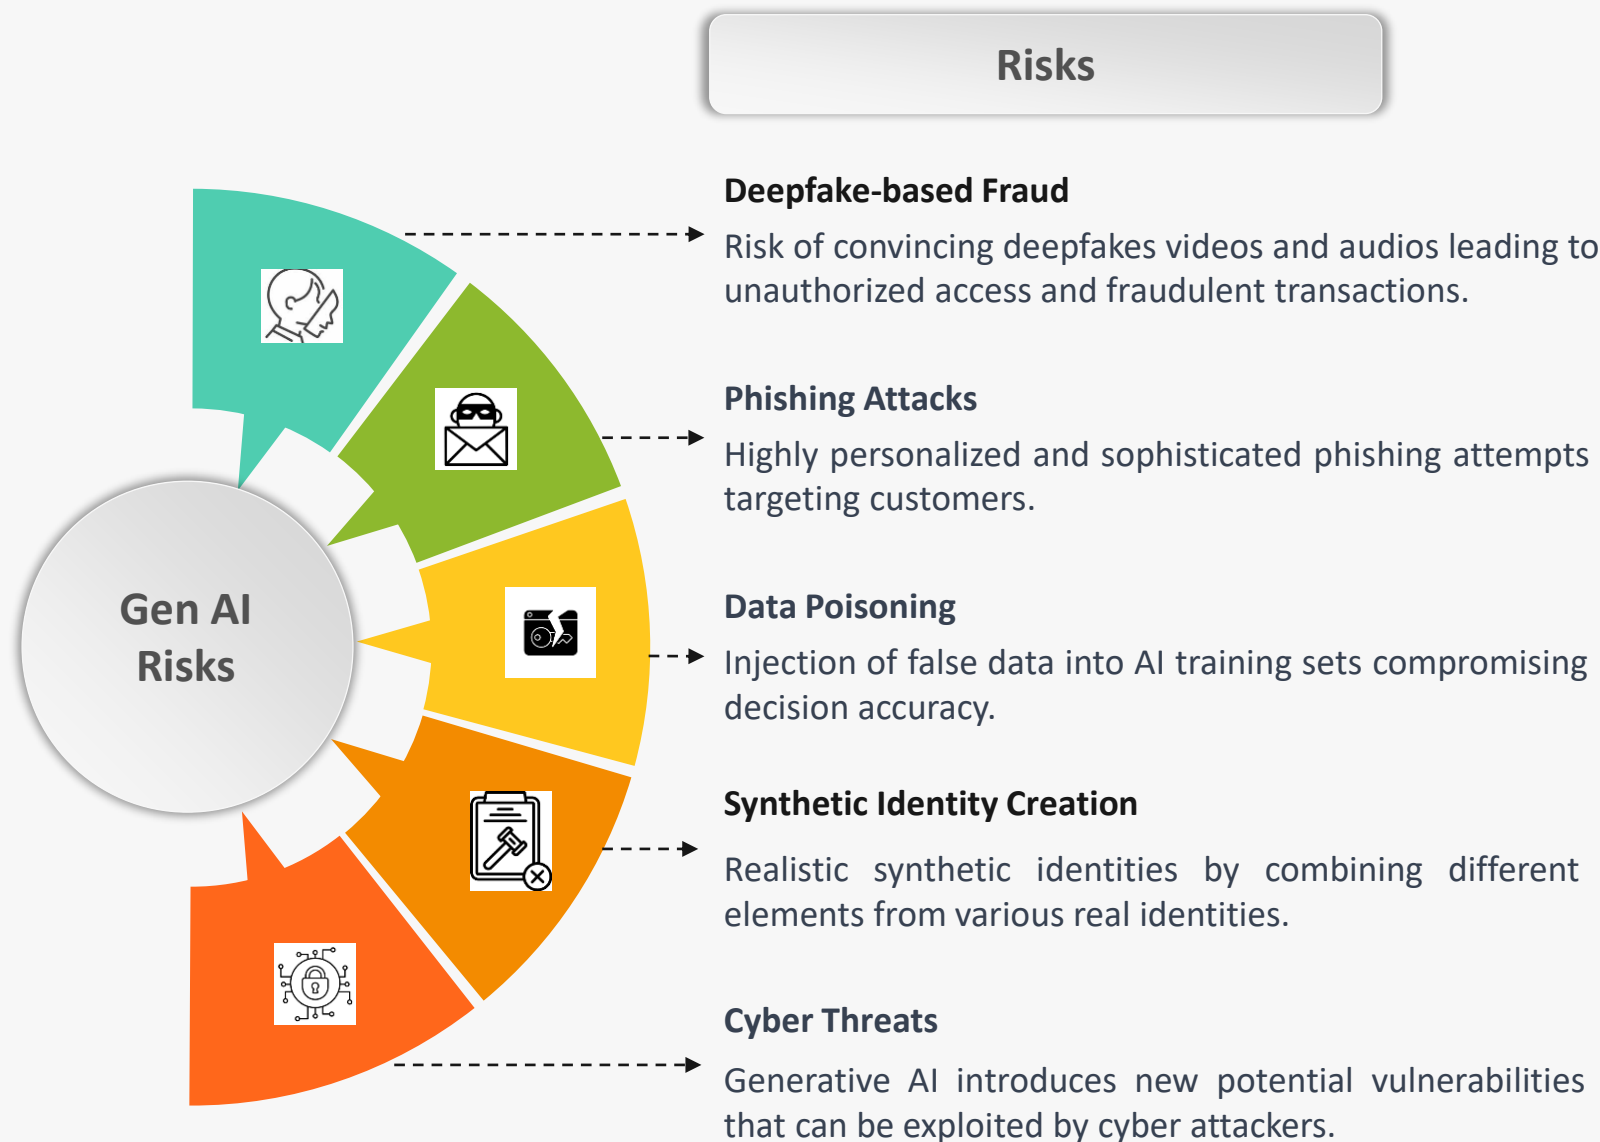 Risks
Deepfake-based Fraud
Risk of convincing deepfakes videos and audios leading to
unauthorized access and fraudulent transactions.
Phishing Attacks
Highly personalized and sophisticated phishing attempts
targeting customers.
Gen AI
Risks
Data Poisoning
Injection of false data into AI training sets compromising
decision accuracy.
Synthetic Identity Creation
Realistic synthetic identities by combining different
elements from various real identities.
Cyber Threats
Generative AI introduces new potential vulnerabilities
that can be exploited by cyber attackers.